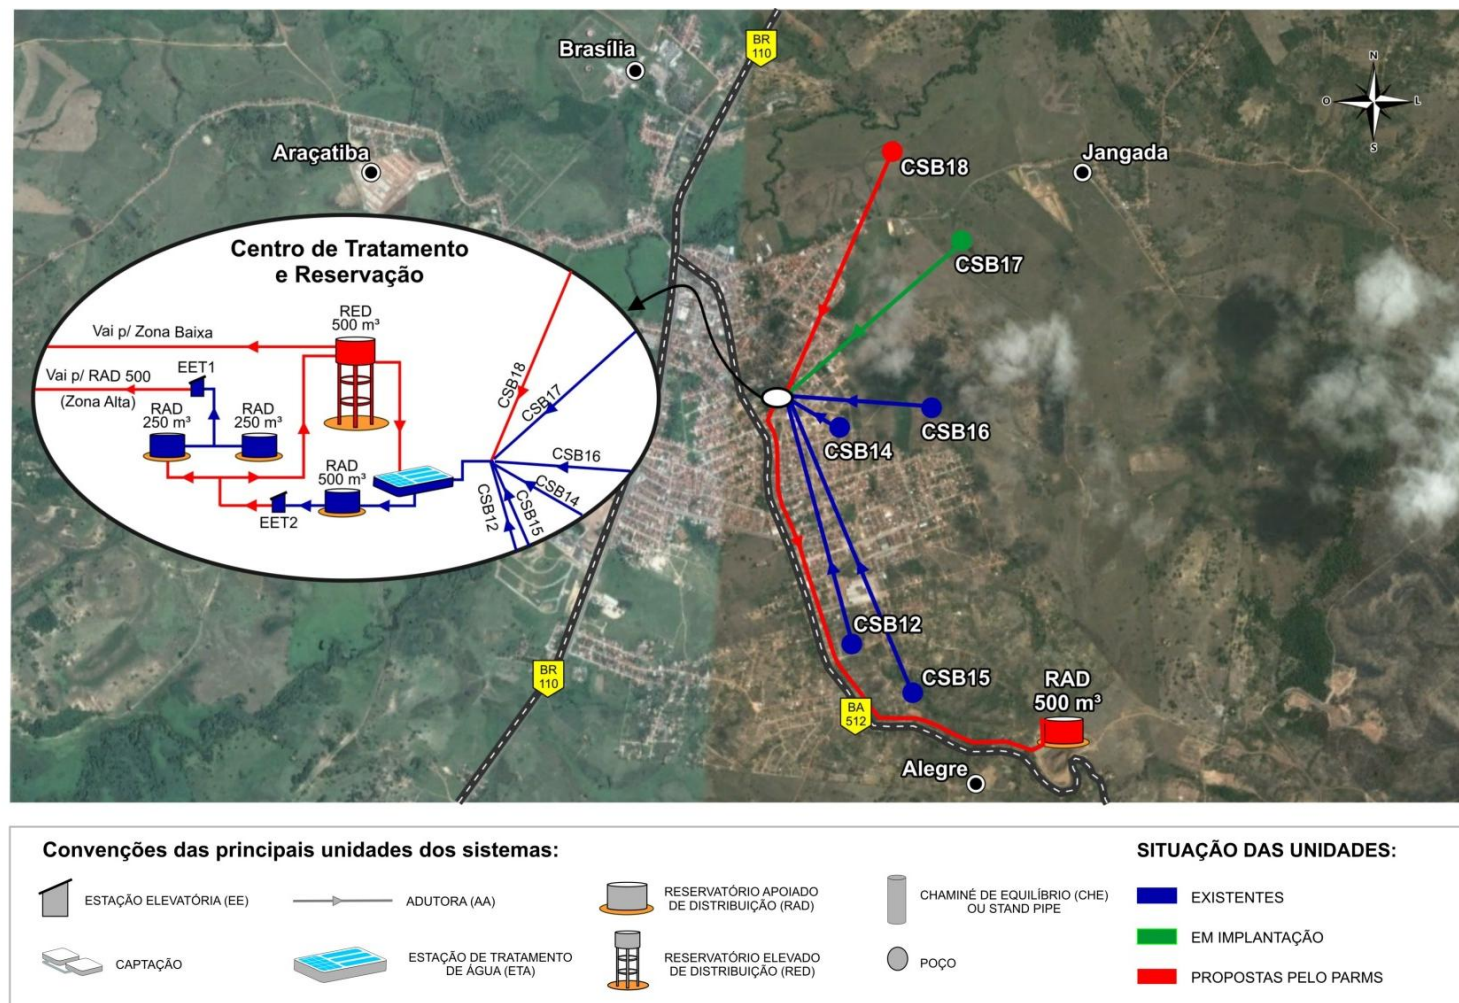 BR
110
Brasília
N
O
L
S
Araçatiba
CSB18
Jangada
Centro de Tratamento
e Reservação
CSB17
RED
500 m³
Vai p/ Zona Baixa
EET1
Vai p/ RAD 500
(Zona Alta)
RAD
250 m³
RAD
250 m³
CSB18
CSB17
CSB16
CSB14
CSB16
RAD
500 m³
CSB14
CSB15
CSB12
EET2
CSB12
CSB15
RAD
500 m³
BR
110
BA
512
Alegre
Convenções das principais unidades dos sistemas:
SITUAÇÃO DAS UNIDADES:
ESTAÇÃO ELEVATÓRIA (EE)
ADUTORA (AA)
RESERVATÓRIO APOIADO
DE DISTRIBUIÇÃO (RAD)
CHAMINÉ DE EQUILÍBRIO (CHE)
OU STAND PIPE
EXISTENTES
EM IMPLANTAÇÃO
CAPTAÇÃO
ESTAÇÃO DE TRATAMENTO
DE ÁGUA (ETA)
RESERVATÓRIO ELEVADO
DE DISTRIBUIÇÃO (RED)
POÇO
PROPOSTAS PELO PARMS